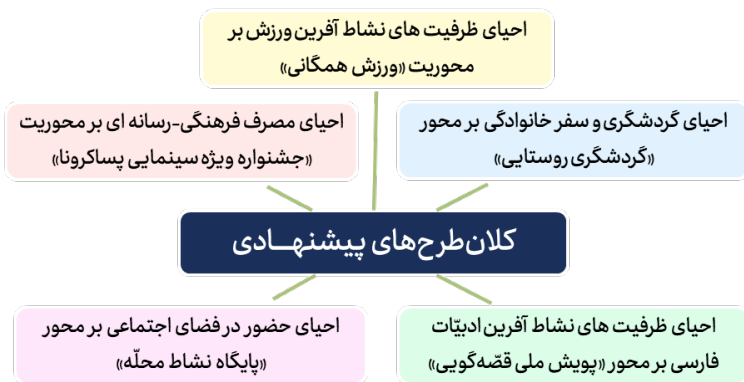 احیای ظرفیت های نشاط آفرین ورزش بر
محوریت «ورزش همگانی»
احیای گردشگری و سفر خانوادگی بر محور
«گردشگری روستایی»
احیای مصرف فرهنگی-رسانه ای بر محوریت
«جشنواره ویژه سینمایی پساکرونا»
کلان‌طرح‌های پیشنهــادی
احیای ظرفیت های نشاط آفرین ادبیّات
فارسی بر محور «پویش ملی قصّه‌گویی»
احیای حضور در فضای اجتماعی بر محور
«پایگاه نشاط محلّه»